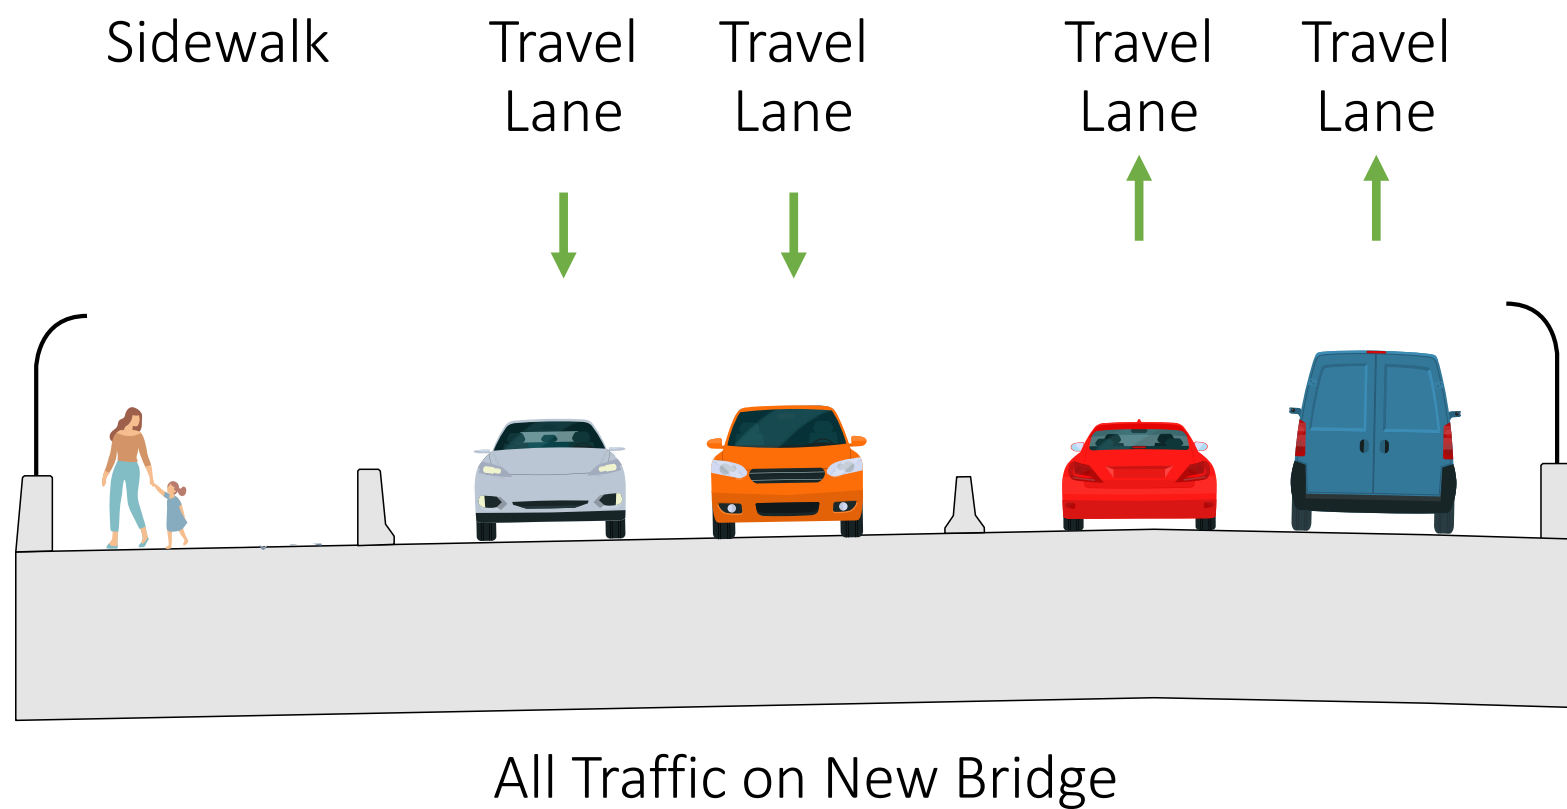 Sidewalk
Travel
Lane
Travel
Lane
Travel
Lane
Travel
Lane
All Traffic on New Bridge